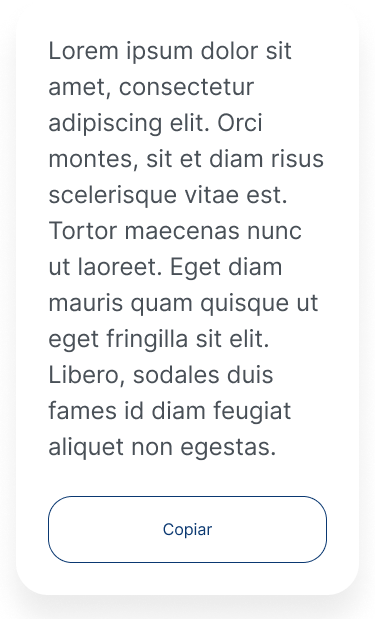 Lorem ipsum dolor sit
amet, consectetur
adipiscing elit. Orci
montes, sit et diam risus
scelerisque vitae est.
Tortor maecenas nunc
ut laoreet. Eget diam
mauris quam quisque ut
eget fringilla sit elit.
Libero, sodales duis
fames id diam feugiat
aliquet non egestas.
Copiar